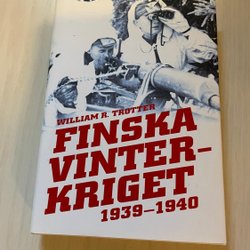 WILLIAM R. TROTTER
FINSKA
VINTER-
KRIGET
1939–1940